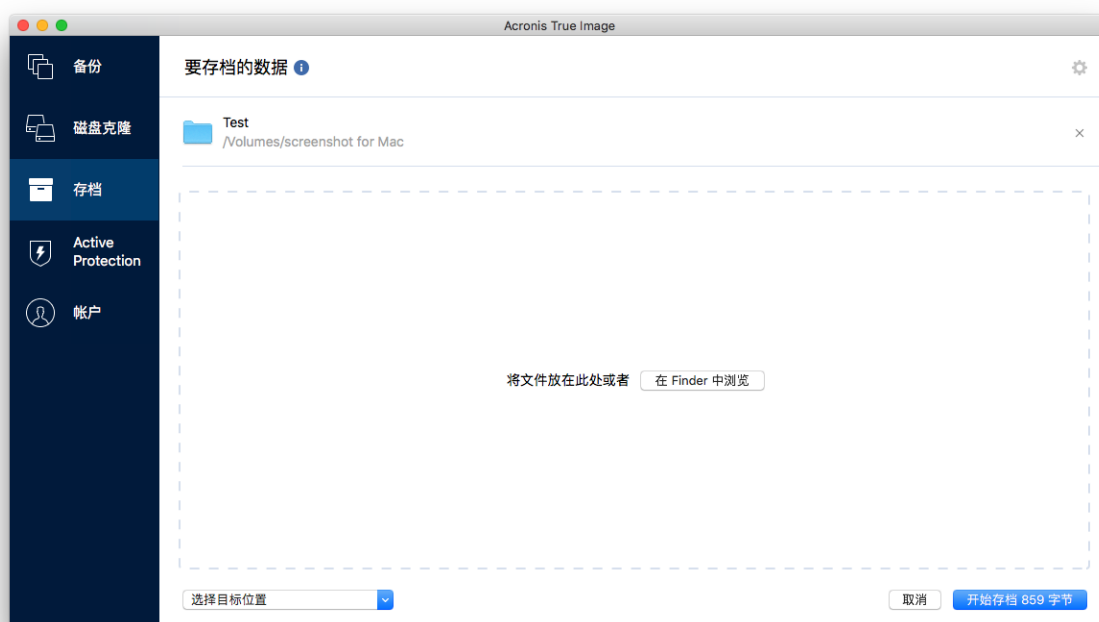 Acronis True Image
备份
磁盘克隆
存档
Active
Protection
帐户
要存档的数据
Test
/Volumes/screenshot for Mac
将文件放在此处或者
在 Finder 中浏览
选择目标位置
取消
开始存档 859 字节